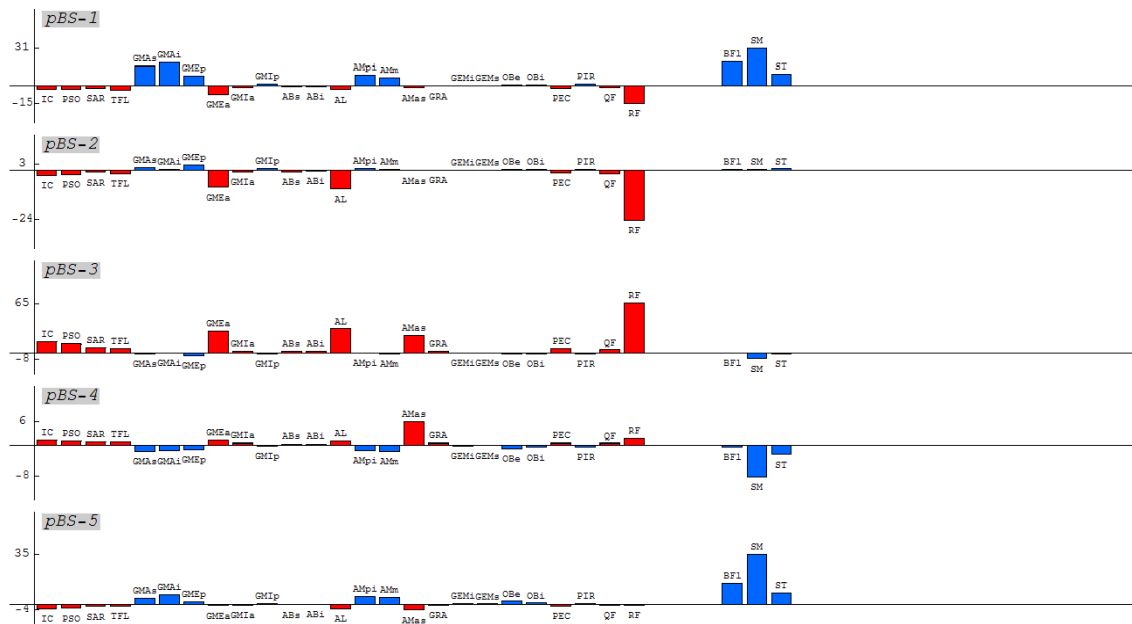 pBS-1
31
SM
BFl
GMAi
GMAs
ST
GMEp
AMpi
AMm
GMIp
GEMi GEMs OBe OBi PIR
IC PSO SAR TFL
GMIa ABs ABi
AL
AMas GRA
PEC
QF
-15
GMEa
RF
pBS-2
3
GMAs GMAi GMEp
GMIp
AMpi AMm
GEMi GEMs OBe OBi
PIR
BFl SM ST
IC PSO SAR TFL
GMIa ABs ABi
AMas GRA
PEC
QF
GMEa
AL
-24
RF
pBS-3
65
RF
IC PSO SAR TFL
GMEa
GMIa
ABs ABi
AL
AMas
GRA
PEC
QF
-8
GMAs GMAi GMEp
GMIp
AMpi AMm
GEMi GEMs OBe OBi
PIR
BFl SM ST
pBS-4
6
AMas
IC PSO SAR TFL
GMEa GMIa
ABs ABi AL
GRA
PEC
QF RF
GMAs GMAi GMEp
GMIp
AMpi AMm
GEMi GEMs OBe OBi
PIR
BFl
ST
-8
SM
pBS-5
35
SM
BFl
ST
GMAs GMAi GMEp
GMIp
AMpi AMm
GEMi GEMs OBe OBi
PIR
-4
IC PSO SAR TFL
GMEa GMIa
ABs ABi AL
AMas GRA
PEC
QF RF